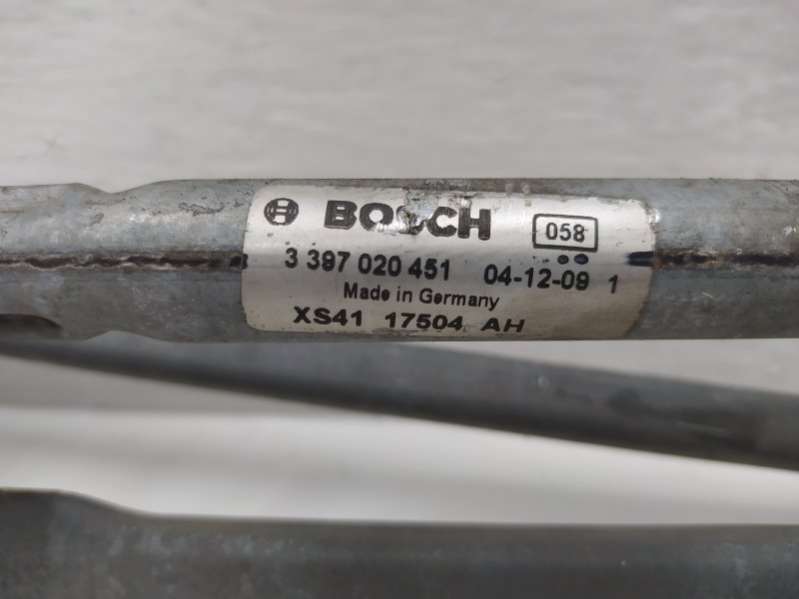 BOSCH 058
3 397 020 451 04-12-09 1
Made in Germany
XS41 17504 AH